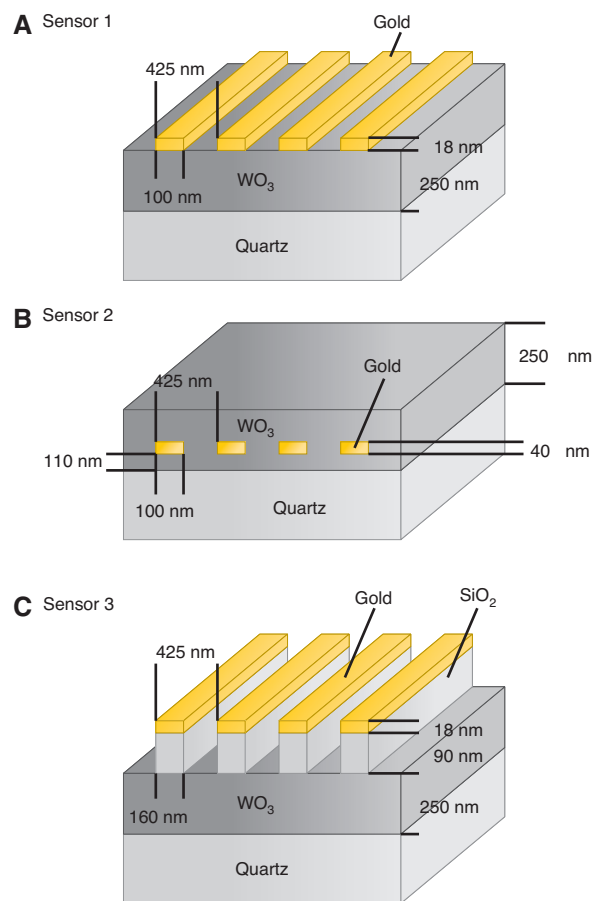 A Sensor 1
Gold
425 nm
18 nm
WO₃
250 nm
100 nm
Quartz
B Sensor 2
250 nm
Gold
425 nm
WO₃
110 nm
40 nm
100 nm
Quartz
C Sensor 3
Gold
SiO₂
425 nm
18 nm
90 nm
WO₃
250 nm
160 nm
Quartz